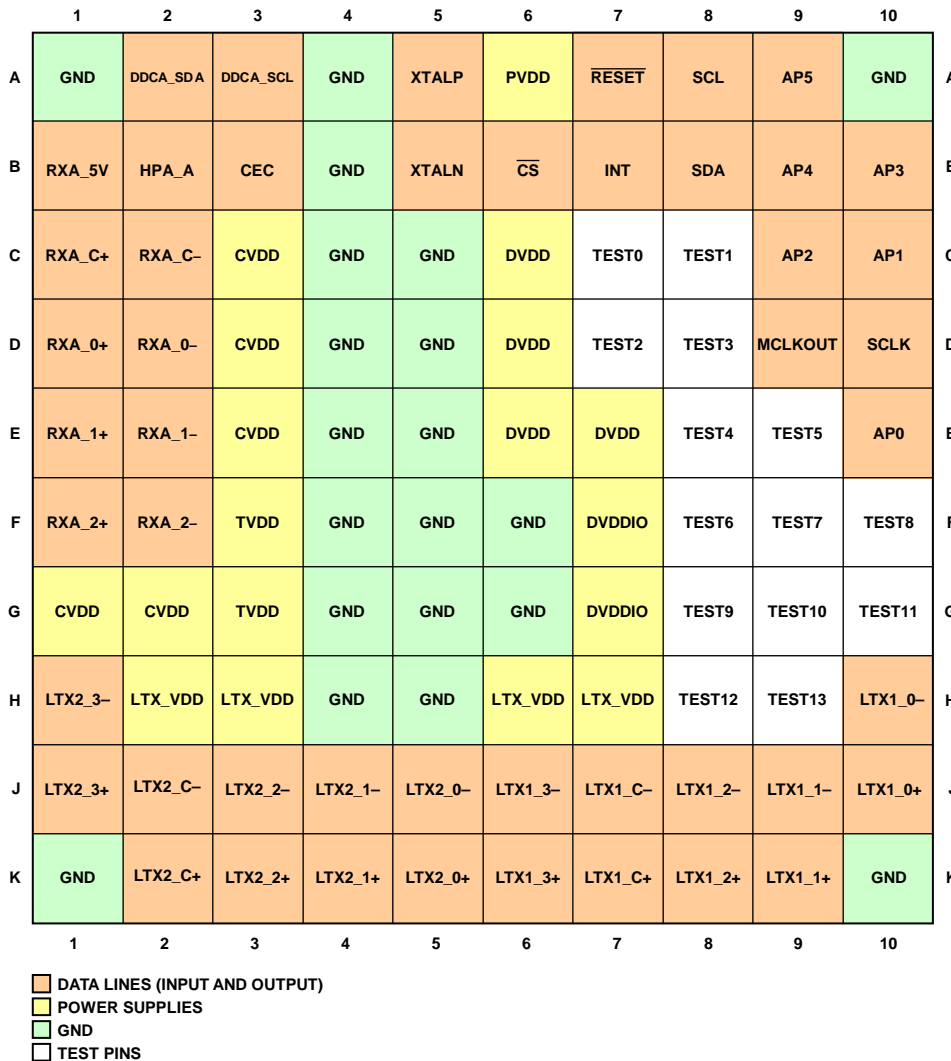 1 2 3 4 5 6 7 8 9 10
A GND DDCA_SDA DDCA_SCL GND XTALP PVDD RESET SCL AP5 GND A
B RXA_5V HPA_A CEC GND XTALN CS INT SDA AP4 AP3
C RXA_C+ RXA_C– CVDD GND GND DVDD TEST0 TEST1 AP2 AP1
D RXA_0+ RXA_0– CVDD GND GND DVDD TEST2 TEST3 MCLKOUT SCLK
E RXA_1+ RXA_1– CVDD GND GND DVDD DVDD TEST4 TEST5 AP0
F RXA_2+ RXA_2– TVDD GND GND GND DVDDIO TEST6 TEST7 TEST8
G CVDD CVDD TVDD GND GND GND DVDDIO TEST9 TEST10 TEST11
H LTX2_3– LTX_VDD LTX_VDD GND GND LTX_VDD LTX_VDD TEST12 TEST13 LTX1_0–
J LTX2_3+ LTX2_C– LTX2_2– LTX2_1– LTX2_0– LTX1_3– LTX1_C– LTX1_2– LTX1_1– LTX1_0+
K GND LTX2_C+ LTX2_2+ LTX2_1+ LTX2_0+ LTX1_3+ LTX1_C+ LTX1_2+ LTX1_1+ GND
1 2 3 4 5 6 7 8 9 10
DATA LINES (INPUT AND OUTPUT)
POWER SUPPLIES
GND
TEST PINS